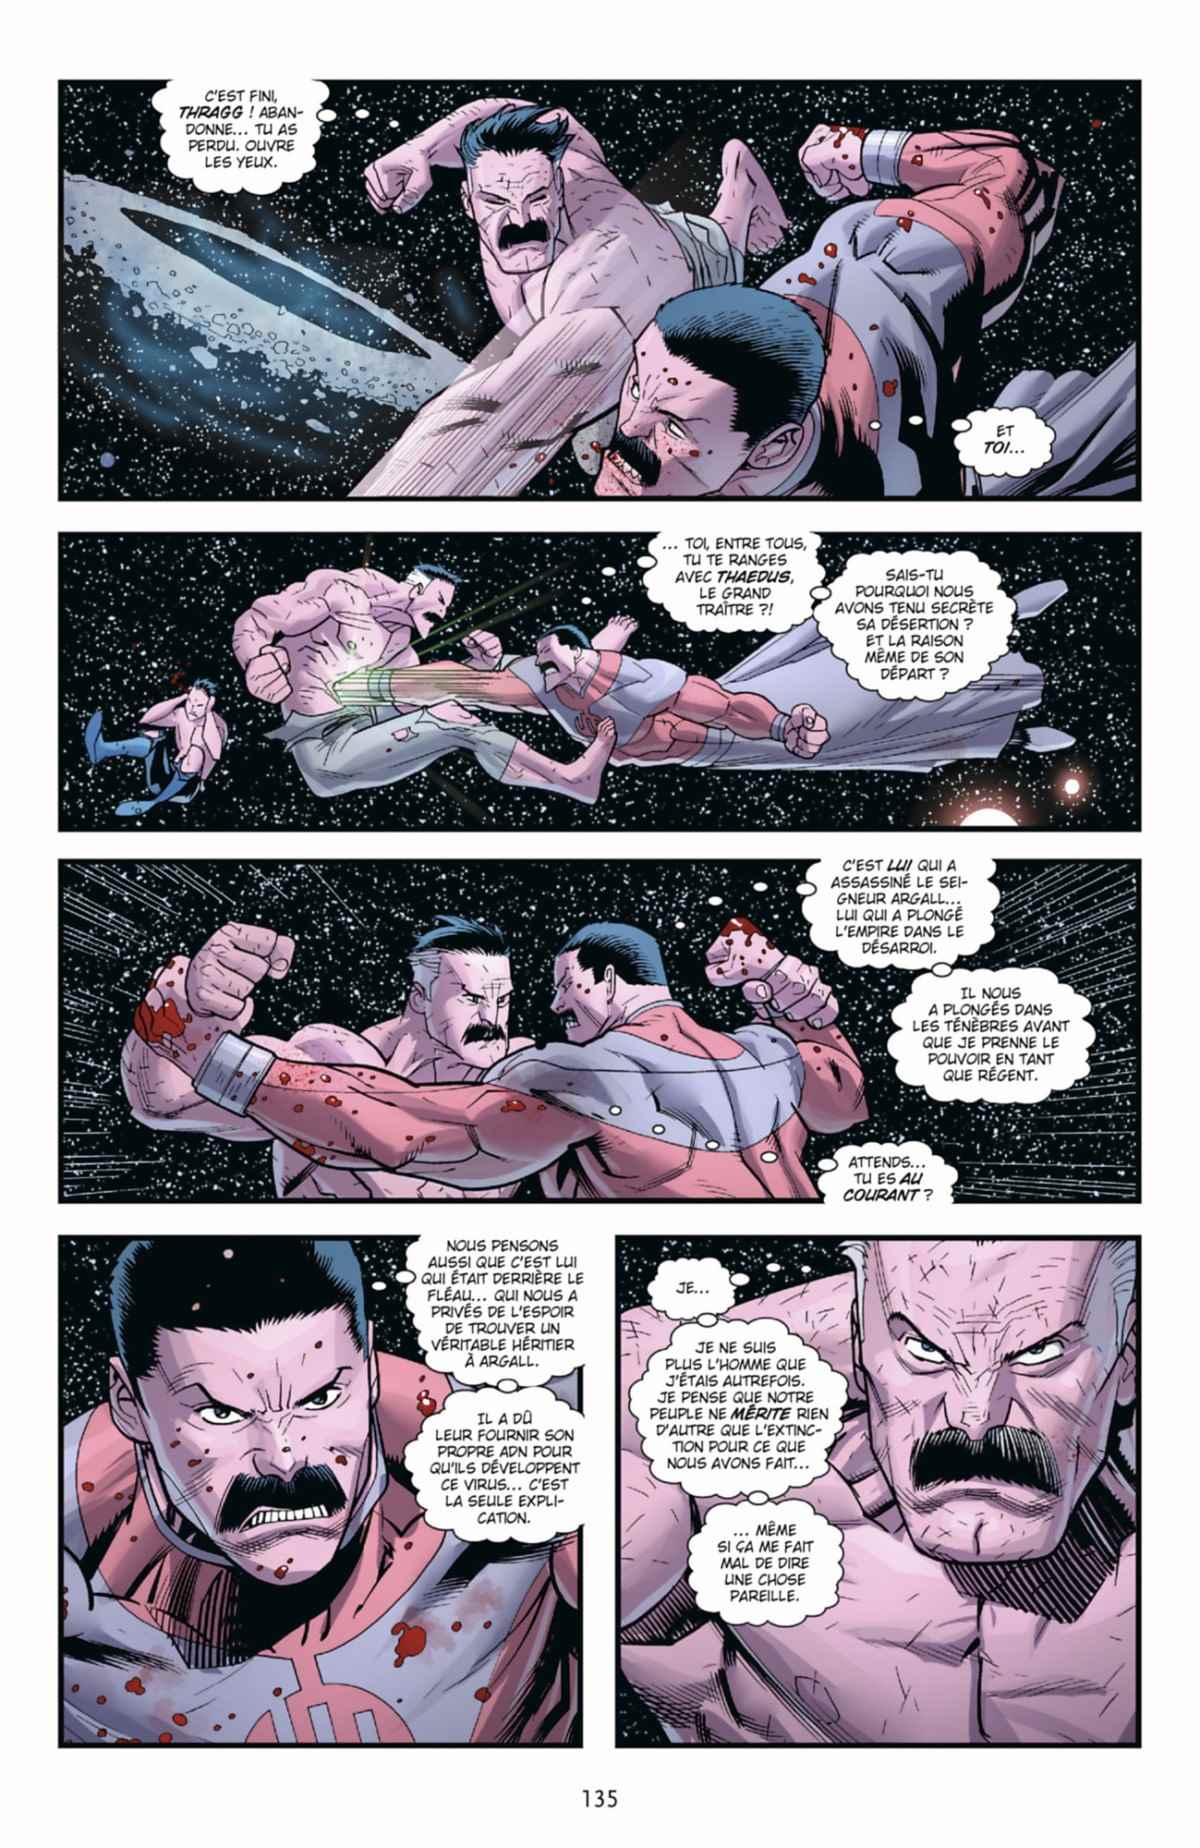 C'EST FINI,
THRAGG ! ABAN-
DONNE... TU AS
PERDU. OUVRE
LES YEUX.
ET
TOI...
... TOI, ENTRE TOUS,
TU TE RANGES
AVEC THAEDUS,
LE GRAND
TRAÎTRE ?!
SAIS-TU
POURQUOI NOUS
AVONS TENU SECRÈTE
SA DÉSERTION ?
ET LA RAISON
MÊME DE SON
DÉPART ?
C'EST LUI QUI A
ASSASSINÉ LE SEI-
GNEUR ARGALL...
LUI QUI A PLONGÉ
L'EMPIRE DANS LE
DÉSARROI.
IL NOUS
A PLONGÉS DANS
LES TÉNÈBRES AVANT
QUE JE PRENNE LE
POUVOIR EN TANT
QUE RÉGENT.
ATTENDS...
TU ES AU
COURANT ?
NOUS PENSONS
AUSSI QUE C'EST LUI
QUI ÉTAIT DERRIÈRE LE
FLÉAU... QUI NOUS A
PRIVÉS DE L'ESPOIR
DE TROUVER UN
VÉRITABLE HÉRITIER
À ARGALL.
IL A DÛ
LEUR FOURNIR SON
PROPRE ADN POUR
QU'ILS DÉVELOPPENT
CE VIRUS... C'EST
LA SEULE EXPLI-
CATION.
JE...
JE NE SUIS
PLUS L'HOMME QUE
J'ÉTAIS AUTREFOIS.
JE PENSE QUE NOTRE
PEUPLE NE MÉRITE RIEN
D'AUTRE QUE L'EXTINC-
TION POUR CE QUE
NOUS AVONS FAIT...
... MÊME
SI ÇA ME FAIT
MAL DE DIRE
UNE CHOSE
PAREILLE.
135